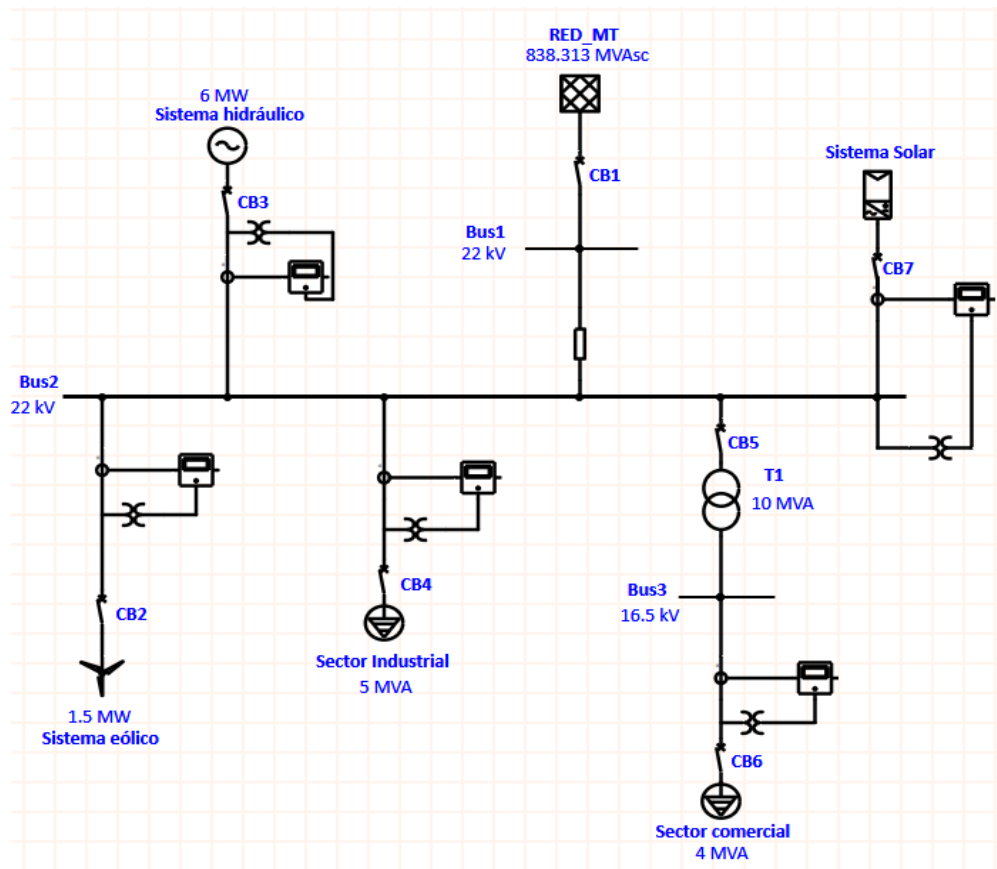 RED_MT
838.313 MVAsc
6 MW
Sistema hidráulico
Sistema Solar
CB1
CB3
Bus1
22 kV
CB7
Bus2
22 kV
CB5
T1
10 MVA
CB4
Bus3
16.5 kV
CB2
Sector Industrial
5 MVA
1.5 MW
Sistema eólico
CB6
Sector comercial
4 MVA